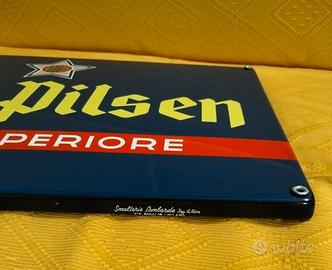 Pilsen
PERIORE
Smalterie Lombarde
subito